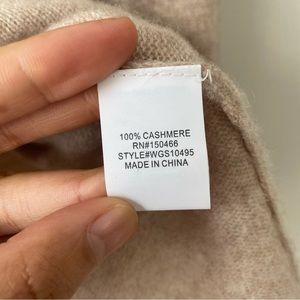 100% CASHMERE
RN#150466
STYLE#WGS10495
MADE IN CHINA